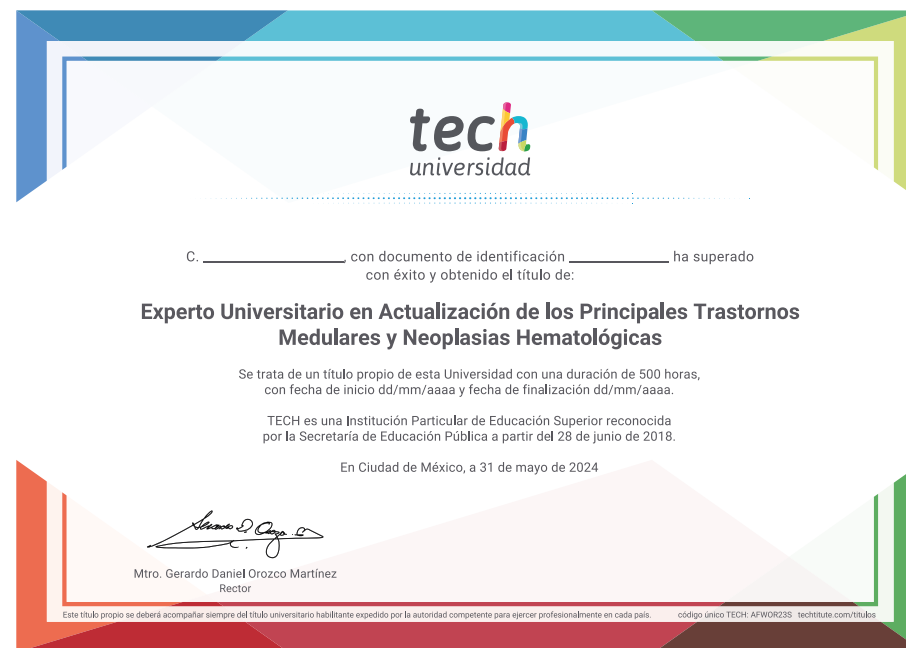 tech
universidad
C. ____________________, con documento de identificación ______________ ha superado
con éxito y obtenido el título de:
Experto Universitario en Actualización de los Principales Trastornos
Medulares y Neoplasias Hematológicas
Se trata de un título propio de esta Universidad con una duración de 500 horas,
con fecha de inicio dd/mm/aaaa y fecha de finalización dd/mm/aaaa.
TECH es una Institución Particular de Educación Superior reconocida
por la Secretaría de Educación Pública a partir del 28 de junio de 2018.
En Ciudad de México, a 31 de mayo de 2024
Mtro. Gerardo Daniel Orozco Martínez
Rector
Este título propio se deberá acompañar siempre del título universitario habilitante expedido por la autoridad competente para ejercer profesionalmente en cada país. código único TECH: AFWOR23S techtitute.com/titulos